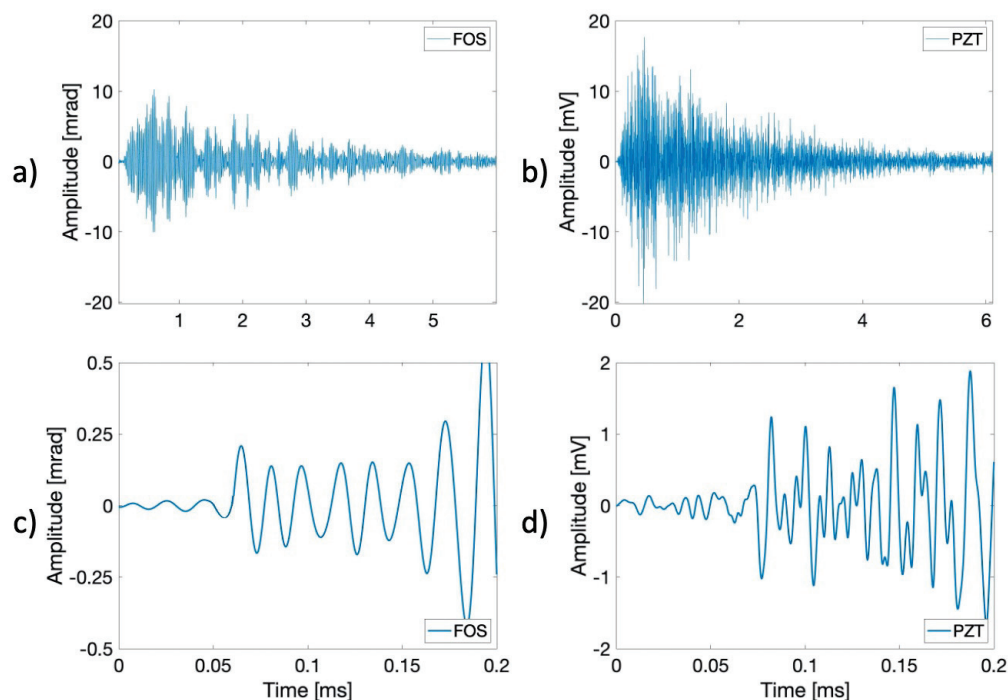 a)
Amplitude [mrad]
20
10
0
-10
-20
FOS
1 2 3 4 5
b)
Amplitude [mV]
20
10
0
-10
-20
PZT
0 2 4 6
c)
Amplitude [mrad]
0.5
0.25
0
-0.25
-0.5
FOS
0 0.05 0.1 0.15 0.2
Time [ms]
d)
Amplitude [mV]
2
1
0
-1
-2
PZT
0 0.05 0.1 0.15 0.2
Time [ms]